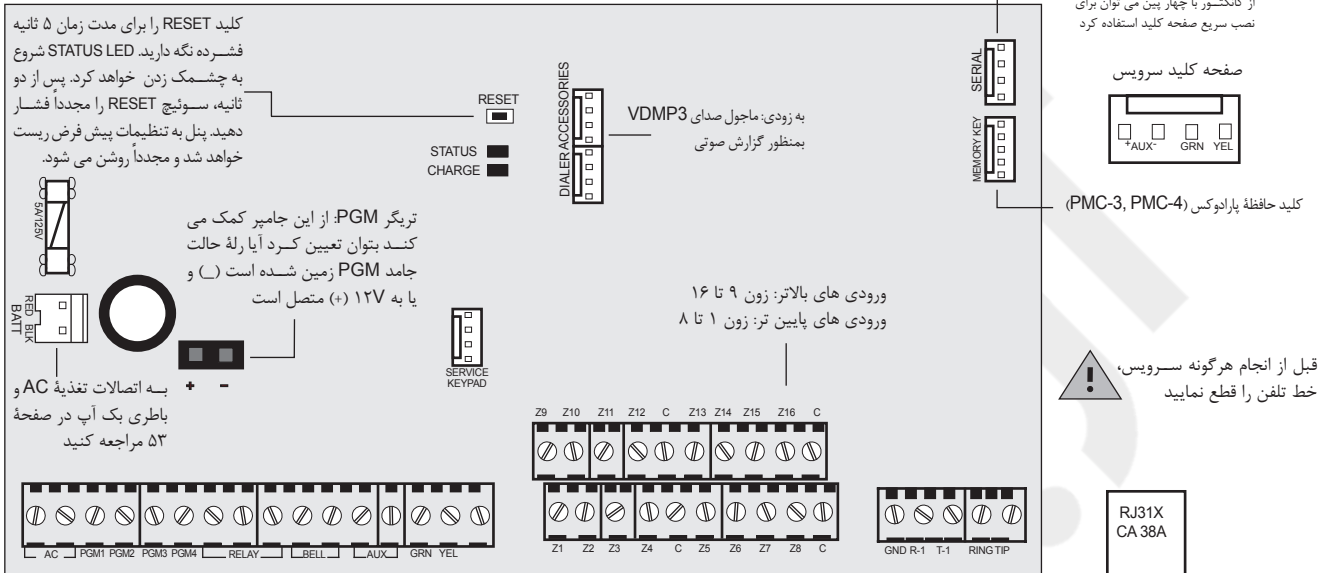 کلید RESET را برای مدت زمان ۵ ثانیه
فشرده نگه دارید. STATUS LED شروع
به چشمک زدن خواهد کرد. پس از دو
ثانیه، سوئیچ RESET را مجدداً فشار
دهید. پنل به تنظیمات پیش فرض ریست
خواهد شد و مجدداً روشن می شود.
RESET
STATUS
CHARGE
DIALER ACCESSORIES
به زودی: ماجول صدای VDMP3
بمنظور گزارش صوتی
SERIAL
MEMORY KEY
از کانکتور با چهار پین می توان برای
نصب سریع صفحه کلید استفاده کرد
صفحه کلید سرویس
+AUX- GRN YEL
کلید حافظهٔ پارادوکس (PMC-3, PMC-4)
5A/125V
تریگر PGM: از این جامپر کمک می
کند بتوان تعیین کرد آیا رلهٔ حالت
جامد PGM زمین شده است (_) و
یا به ۱۲V (+) متصل است
RED BLK
BATT
+ -
به اتصالات تغذیهٔ AC و
باطری بک آپ در صفحهٔ
۵۳ مراجعه کنید
SERVICE
KEYPAD
ورودی های بالاتر: زون ۹ تا ۱۶
ورودی های پایین تر: زون ۱ تا ۸
قبل از انجام هرگونه سرویس،
خط تلفن را قطع نمایید
Z9 Z10 Z11 Z12 C Z13 Z14 Z15 Z16 C
AC PGM1 PGM2 PGM3 PGM4 RELAY BELL AUX GRN YEL
Z1 Z2 Z3 Z4 C Z5 Z6 Z7 Z8 C
GND R-1 T-1 RING TIP
RJ31X
CA 38A